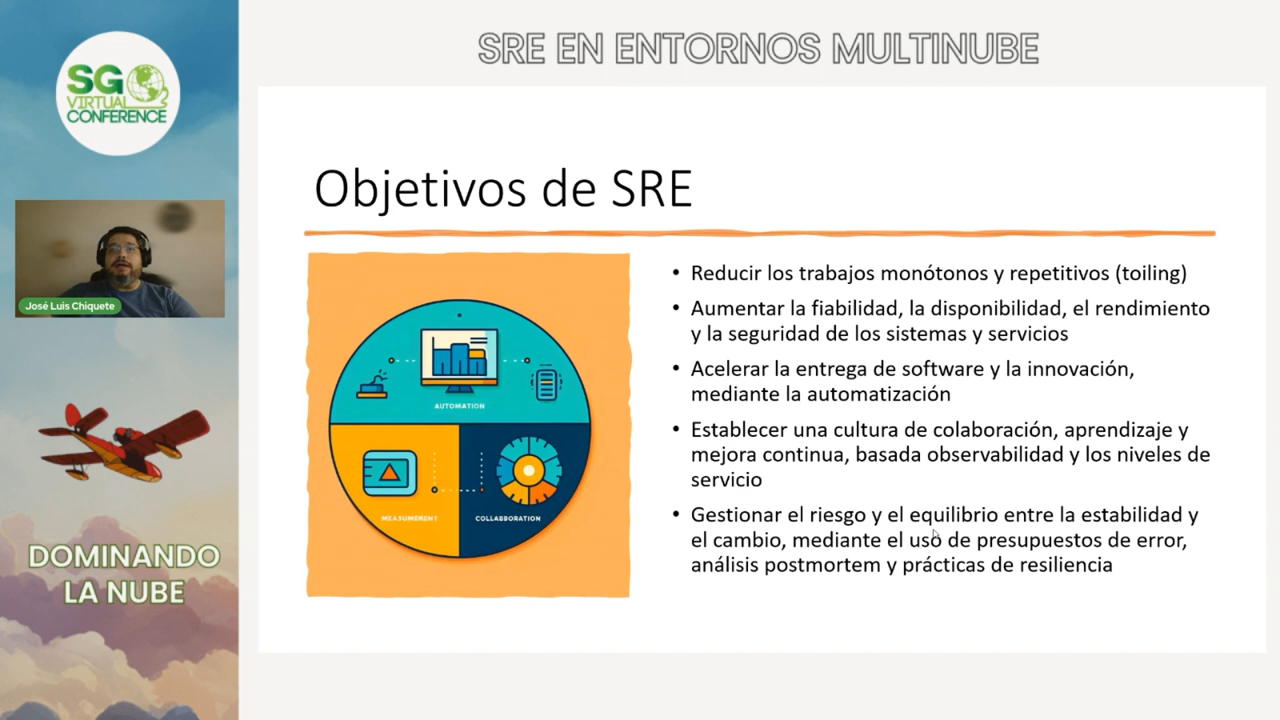 SG
VIRTUAL
CONFERENCE
José Luis Chiquete
DOMINANDO
LA NUBE
SRE EN ENTORNOS MULTINUBE
Objetivos de SRE
AUTOMATION
MEASUREMENT
COLLABBORATION
• Reducir los trabajos monótonos y repetitivos (toiling)
• Aumentar la fiabilidad, la disponibilidad, el rendimiento
y la seguridad de los sistemas y servicios
• Acelerar la entrega de software y la innovación,
mediante la automatización
• Establecer una cultura de colaboración, aprendizaje y
mejora continua, basada observabilidad y los niveles de
servicio
• Gestionar el riesgo y el equilibrio entre la estabilidad y
el cambio, mediante el uso de presupuestos de error,
análisis postmortem y prácticas de resiliencia